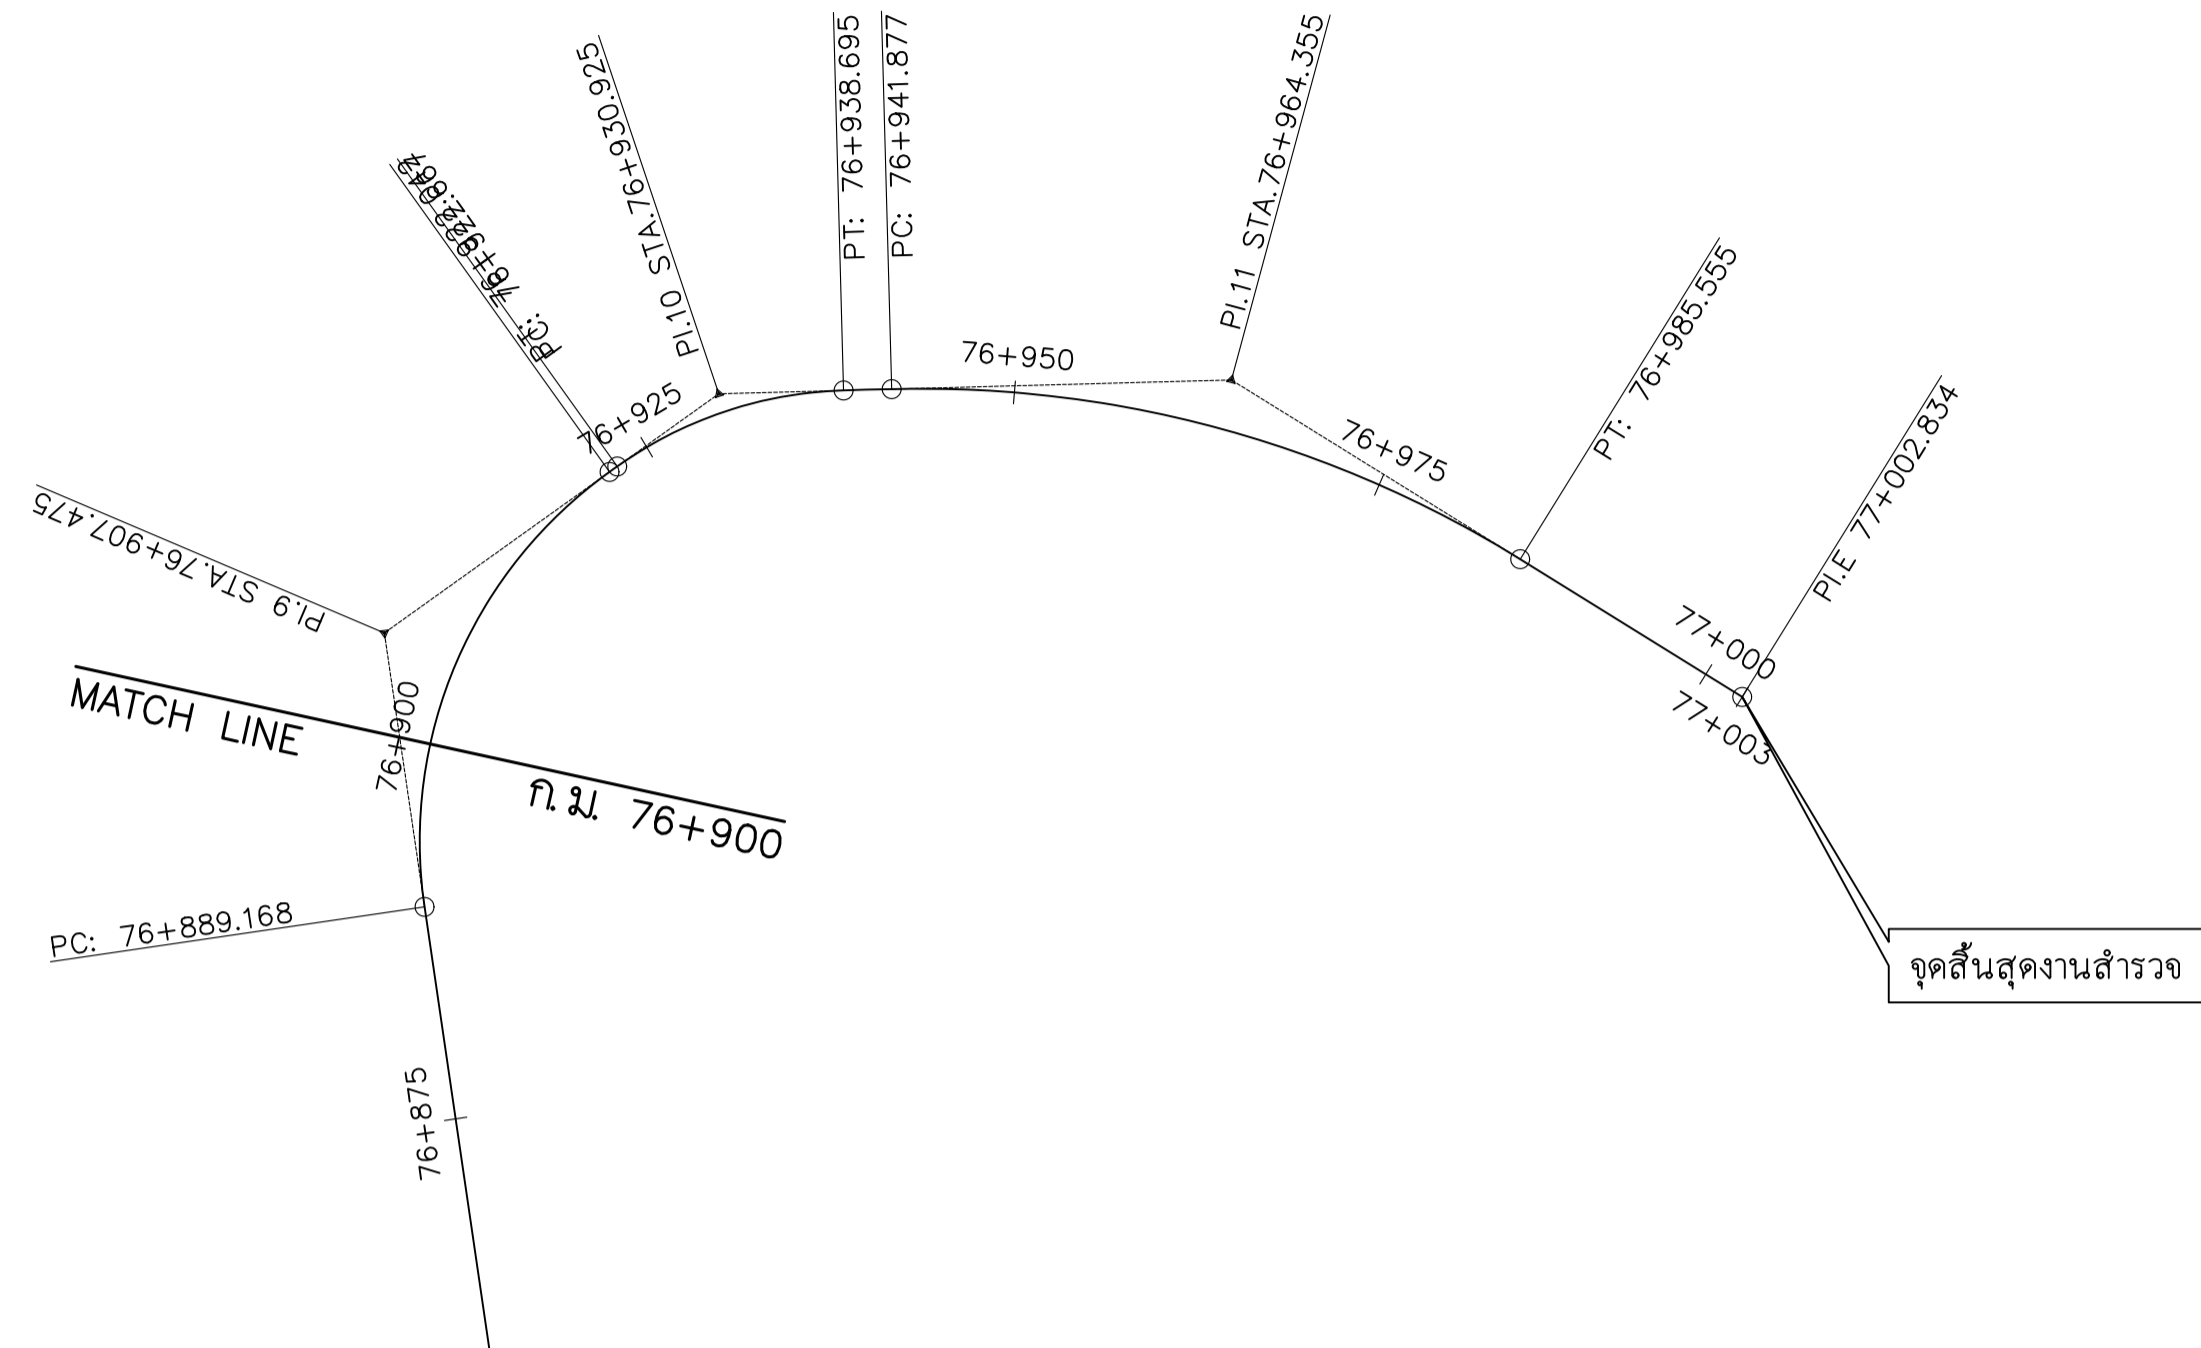 PI.10 STA.76+930.925
PT: 76+938.695
PC: 76+941.877
PI.11 STA.76+964.355
PT: 76+985.555
PI.E 77+002.834
76+925
76+950
76+975
77+000
77+003
PI.9 STA.76+907.475
MATCH LINE
76+900
ก.ม. 76+900
PC: 76+889.168
จุดสิ้นสุดงานสำรวจ
76+875